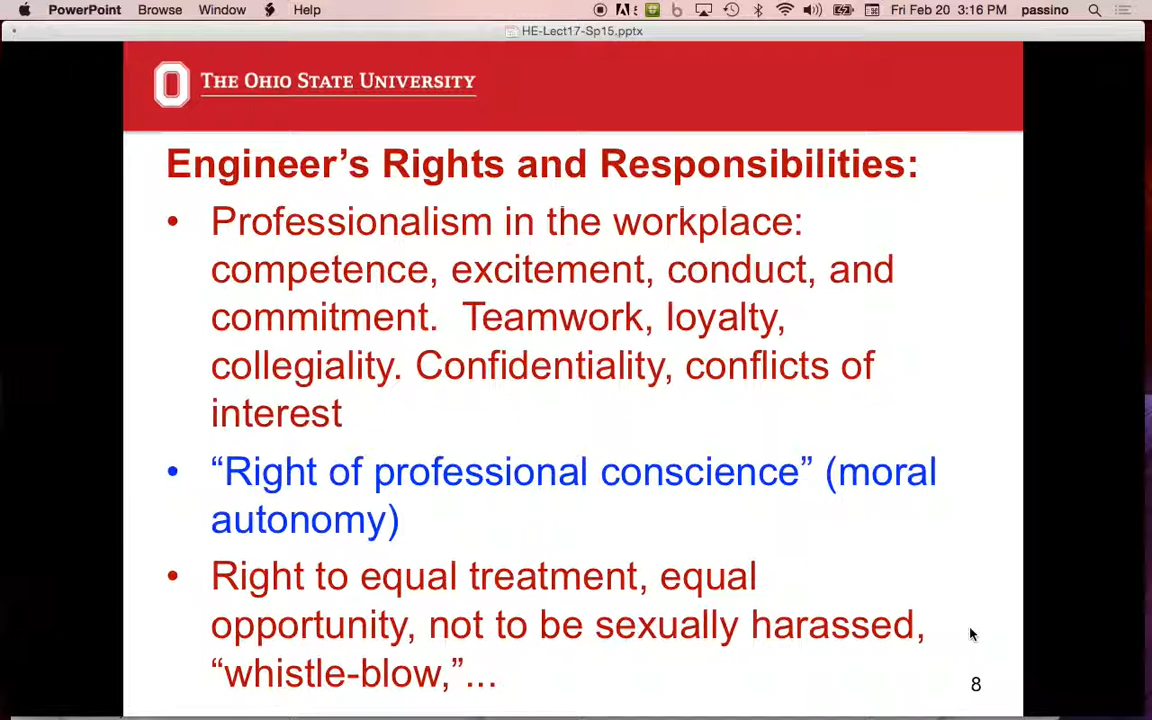 PowerPoint Browse Window Help Fri Feb 20 3:16 PM passino
HE-Lect17-Sp15.pptx
THE OHIO STATE UNIVERSITY
Engineer’s Rights and Responsibilities:
• Professionalism in the workplace:
competence, excitement, conduct, and
commitment.  Teamwork, loyalty,
collegiality. Confidentiality, conflicts of
interest
• “Right of professional conscience” (moral
autonomy)
• Right to equal treatment, equal
opportunity, not to be sexually harassed,
“whistle-blow,”...
8